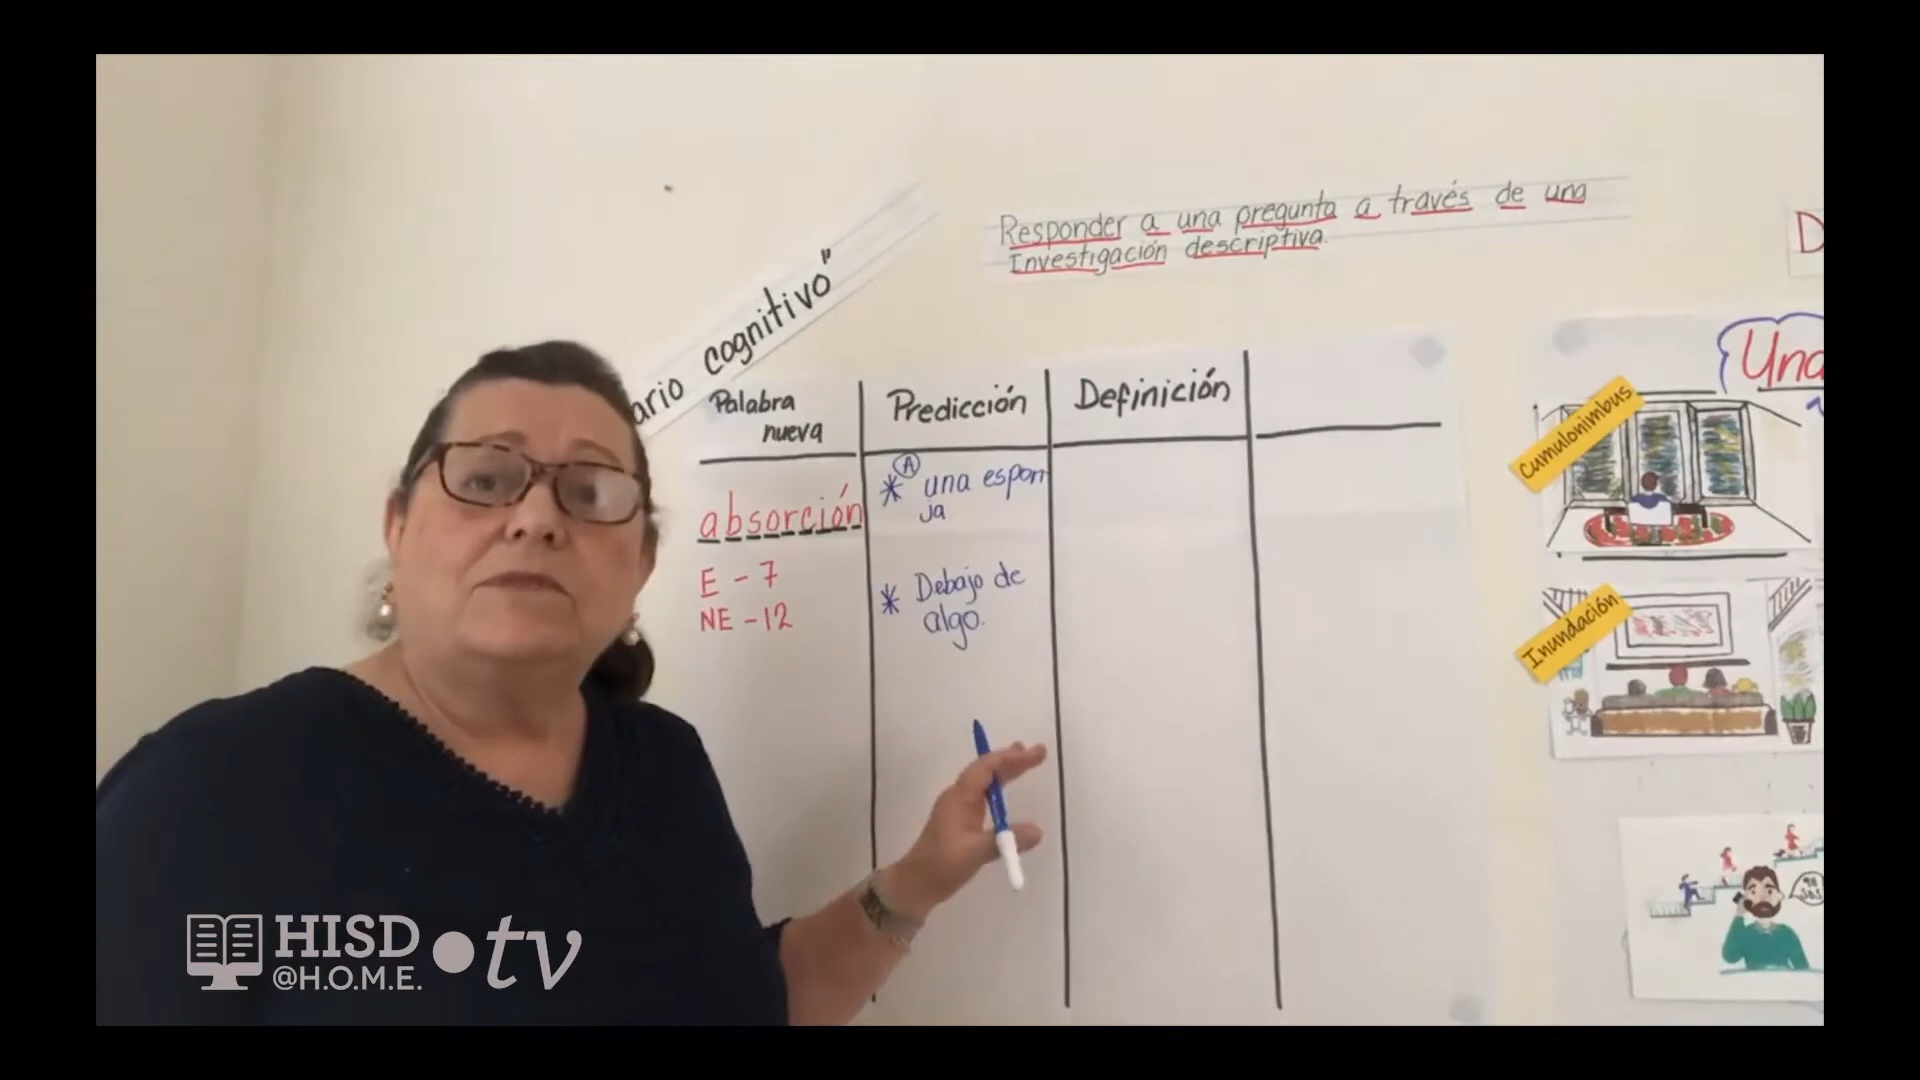 Responder a una pregunta a través de una
Investigación descriptiva.
cognitivo"
Palabra
nueva
Predicción
Definición
absorción
E - 7
NE - 12
* A una espon
ja
* Debajo de
algo.
Una
Cumulonimbus
Inundación
HISD
@H.O.M.E.
tv